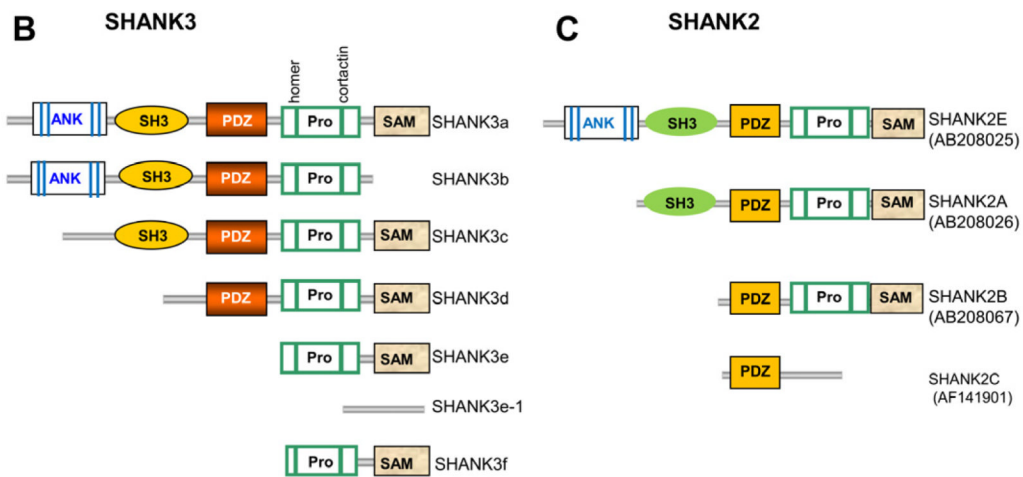 B SHANK3
homer cortactin
ANK SH3 PDZ Pro SAM SHANK3a
ANK SH3 PDZ Pro SHANK3b
SH3 PDZ Pro SAM SHANK3c
PDZ Pro SAM SHANK3d
Pro SAM SHANK3e
SHANK3e-1
Pro SAM SHANK3f
C SHANK2
ANK SH3 PDZ Pro SAM SHANK2E
(AB208025)
SH3 PDZ Pro SAM SHANK2A
(AB208026)
PDZ Pro SAM SHANK2B
(AB208067)
PDZ SHANK2C
(AF141901)